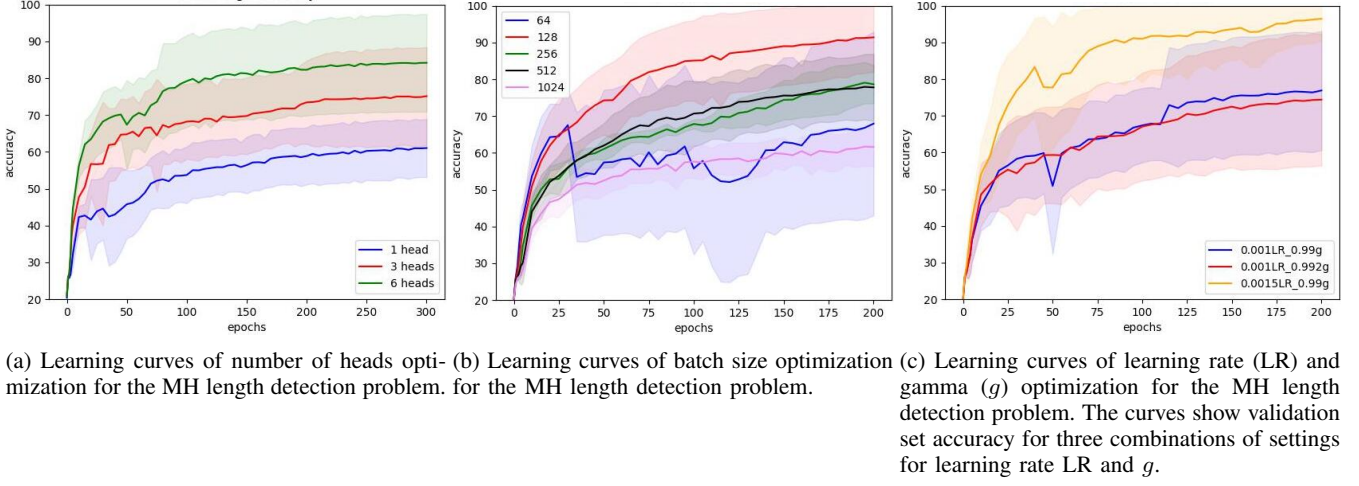 100
90
80
70
60
50
40
30
20
accuracy
0
50
100
150
200
250
300
epochs
1 head
3 heads
6 heads
100
90
80
70
60
50
40
30
20
accuracy
0
25
50
75
100
125
150
175
200
epochs
64
128
256
512
1024
100
90
80
70
60
50
40
30
20
accuracy
0
25
50
75
100
125
150
175
200
epochs
0.001LR_0.99g
0.001LR_0.992g
0.0015LR_0.99g
(a) Learning curves of number of heads opti-
mization for the MH length detection problem.
(b) Learning curves of batch size optimization
for the MH length detection problem.
(c) Learning curves of learning rate (LR) and
gamma (g) optimization for the MH length
detection problem. The curves show validation
set accuracy for three combinations of settings
for learning rate LR and g.